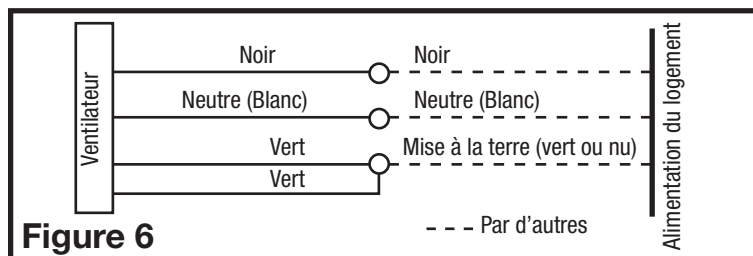 Ventilateur
Noir
Noir
Neutre (Blanc)
Neutre (Blanc)
Vert
Mise à la terre (vert ou nu)
Vert
Par d'autres
Alimentation du logement
Figure 6